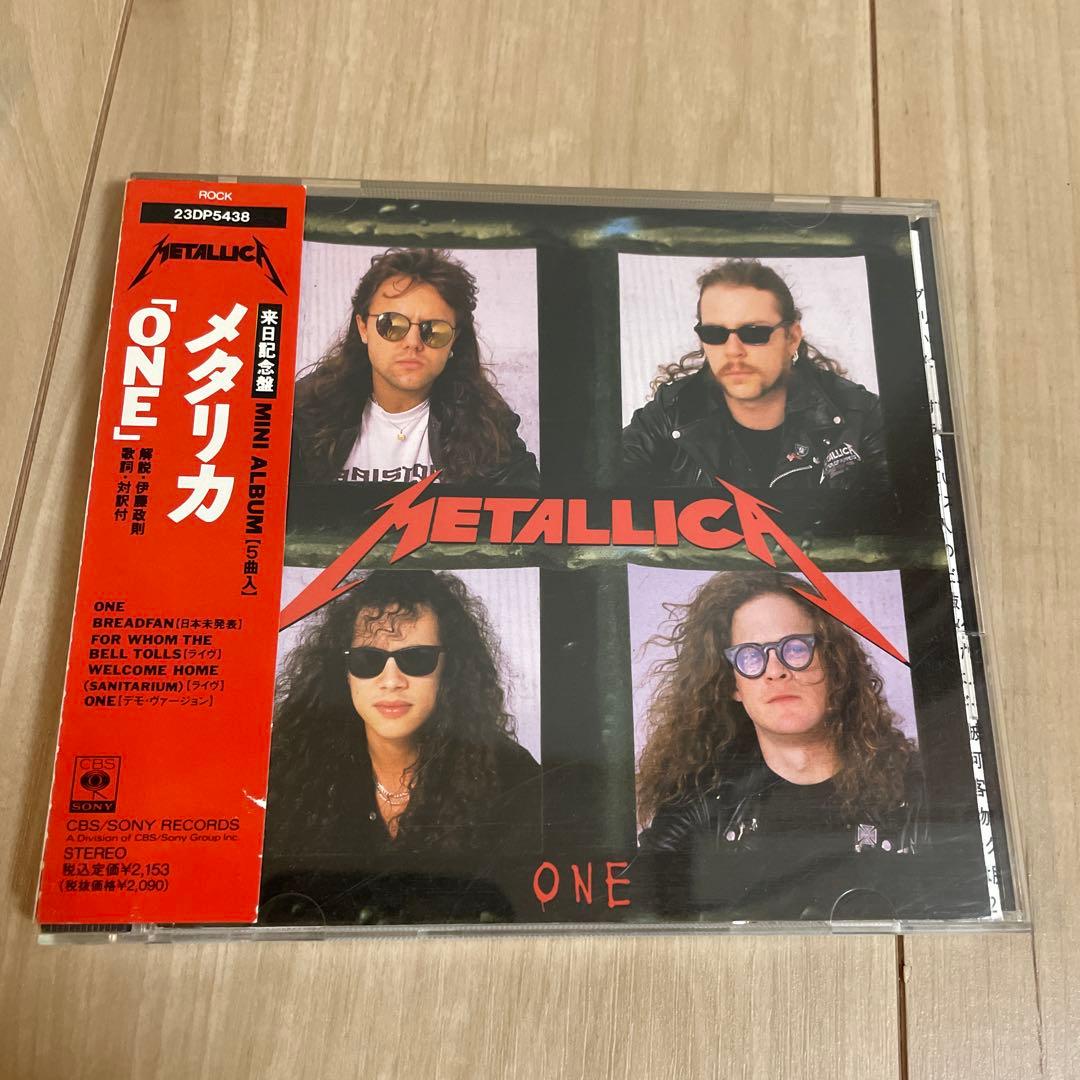 ROCK
23DP5438
METALLICA
メタリカ
「ONE」
来日記念盤 MINI ALBUM [5曲入]
解説・伊藤政則
歌詞・対訳付
ONE
BREADFAN [日本未発表]
FOR WHOM THE
BELL TOLLS [ライヴ]
WELCOME HOME
(SANITARIUM) [ライヴ]
ONE [デモ・ヴァージョン]
CBS
SONY
CBS/SONY RECORDS
A Division of CBS/Sony Group Inc.
STEREO
税込定価¥2,153
(税抜価格¥2,090)
METALLICA
ONE